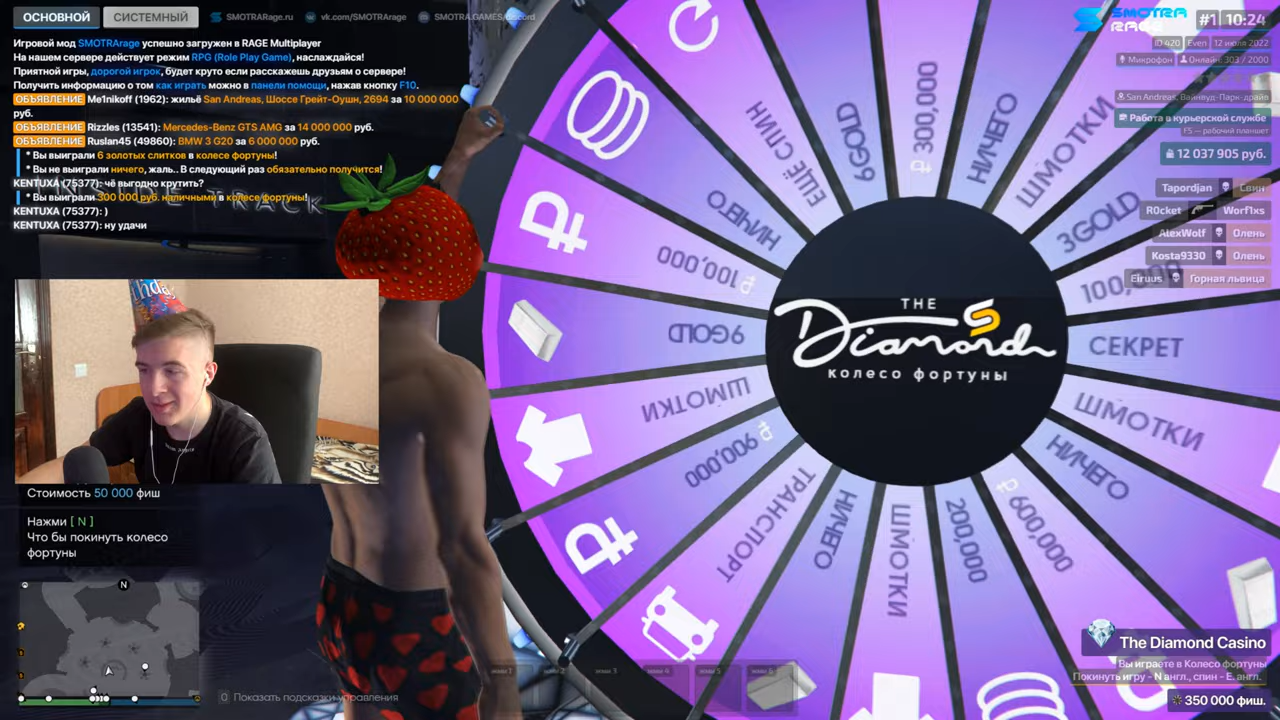 ОСНОВНОЙ СИСТЕМНЫЙ SMOTRARage.ru vk.com/SMOTRArage SMOTRA.GAMES/discord
Игровой мод SMOTRArage успешно загружен в RAGE Multiplayer
На нашем сервере действует режим RPG (Role Play Game), наслаждайся!
Приятной игры, дорогой игрок, будет круто если расскажешь друзьям о сервере!
Получить информацию о том как играть можно в панели помощи, нажав кнопку F10.
ОБЪЯВЛЕНИЕ Me1nikoff (1962): жильё San Andreas, Шоссе Грейт-Оушн, 2694 за 10 000 000
руб.
ОБЪЯВЛЕНИЕ Rizzles (13541): Mercedes-Benz GTS AMG за 14 000 000 руб.
ОБЪЯВЛЕНИЕ Ruslan45 (49860): BMW 3 G20 за 6 000 000 руб.
* Вы выиграли 6 золотых слитков в колесе фортуны!
* Вы не выиграли ничего, жаль.. В следующий раз обязательно получится!
KENTUXA (75377): чё выгодно крутить?
* Вы выиграли 300 000 руб. наличными в колесе фортуны!
KENTUXA (75377): )
KENTUXA (75377): ну удачи
TRACK
hday
Стоимость 50 000 фиш
Нажми [ N ]
Что бы покинуть колесо
фортуны
N
Показать подсказки управления
ЕЩЁ СПИН
6GOLD
300,000
НИЧЕГО
ШМОТКИ
3GOLD
100,000
СЕКРЕТ
ШМОТКИ
НИЧЕГО
600,000
200,000
ШМОТКИ
НИЧЕГО
ТРАНСПОРТ
900,000
ШМОТКИ
9GOLD
100,000
НИЧЕГО
THE
Diamond
колесо фортуны
SMOTRA
RAGE
#1 10:24
ID 420 Even 12 июля 2022
Микрофон Онлайн: 303 / 2000
San Andreas, Вайнвуд-Парк-драйв
Работа в курьерской службе
F5 — рабочий планшет
12 037 905 руб.
Tapordjan Свин
R0cket Worf1xs
AlexWolf Олень
Kosta9330 Олень
Eiruus Горная львица
The Diamond Casino
Вы играете в Колесо фортуны
Покинуть игру - N англ., спин - E. англ.
350 000 фиш.